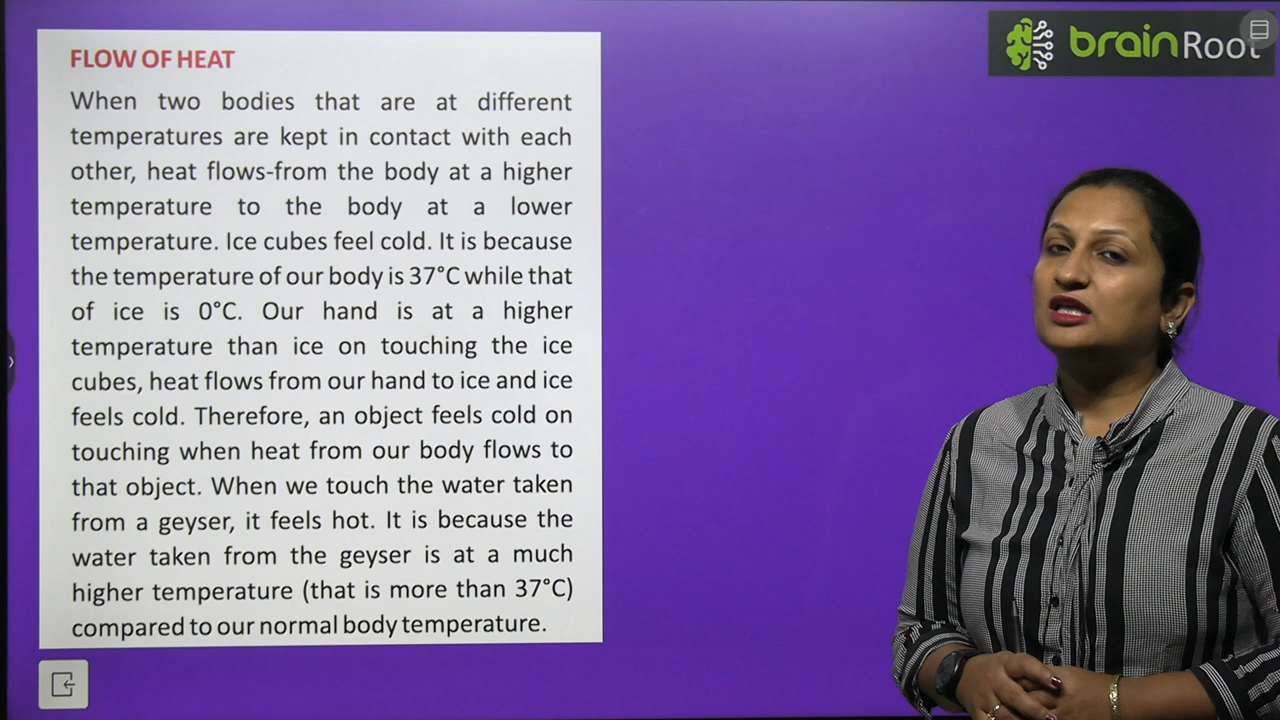 FLOW OF HEAT
When two bodies that are at different
temperatures are kept in contact with each
other, heat flows-from the body at a higher
temperature to the body at a lower
temperature. Ice cubes feel cold. It is because
the temperature of our body is 37°C while that
of ice is 0°C. Our hand is at a higher
temperature than ice on touching the ice
cubes, heat flows from our hand to ice and ice
feels cold. Therefore, an object feels cold on
touching when heat from our body flows to
that object. When we touch the water taken
from a geyser, it feels hot. It is because the
water taken from the geyser is at a much
higher temperature (that is more than 37°C)
compared to our normal body temperature.
brainRoot